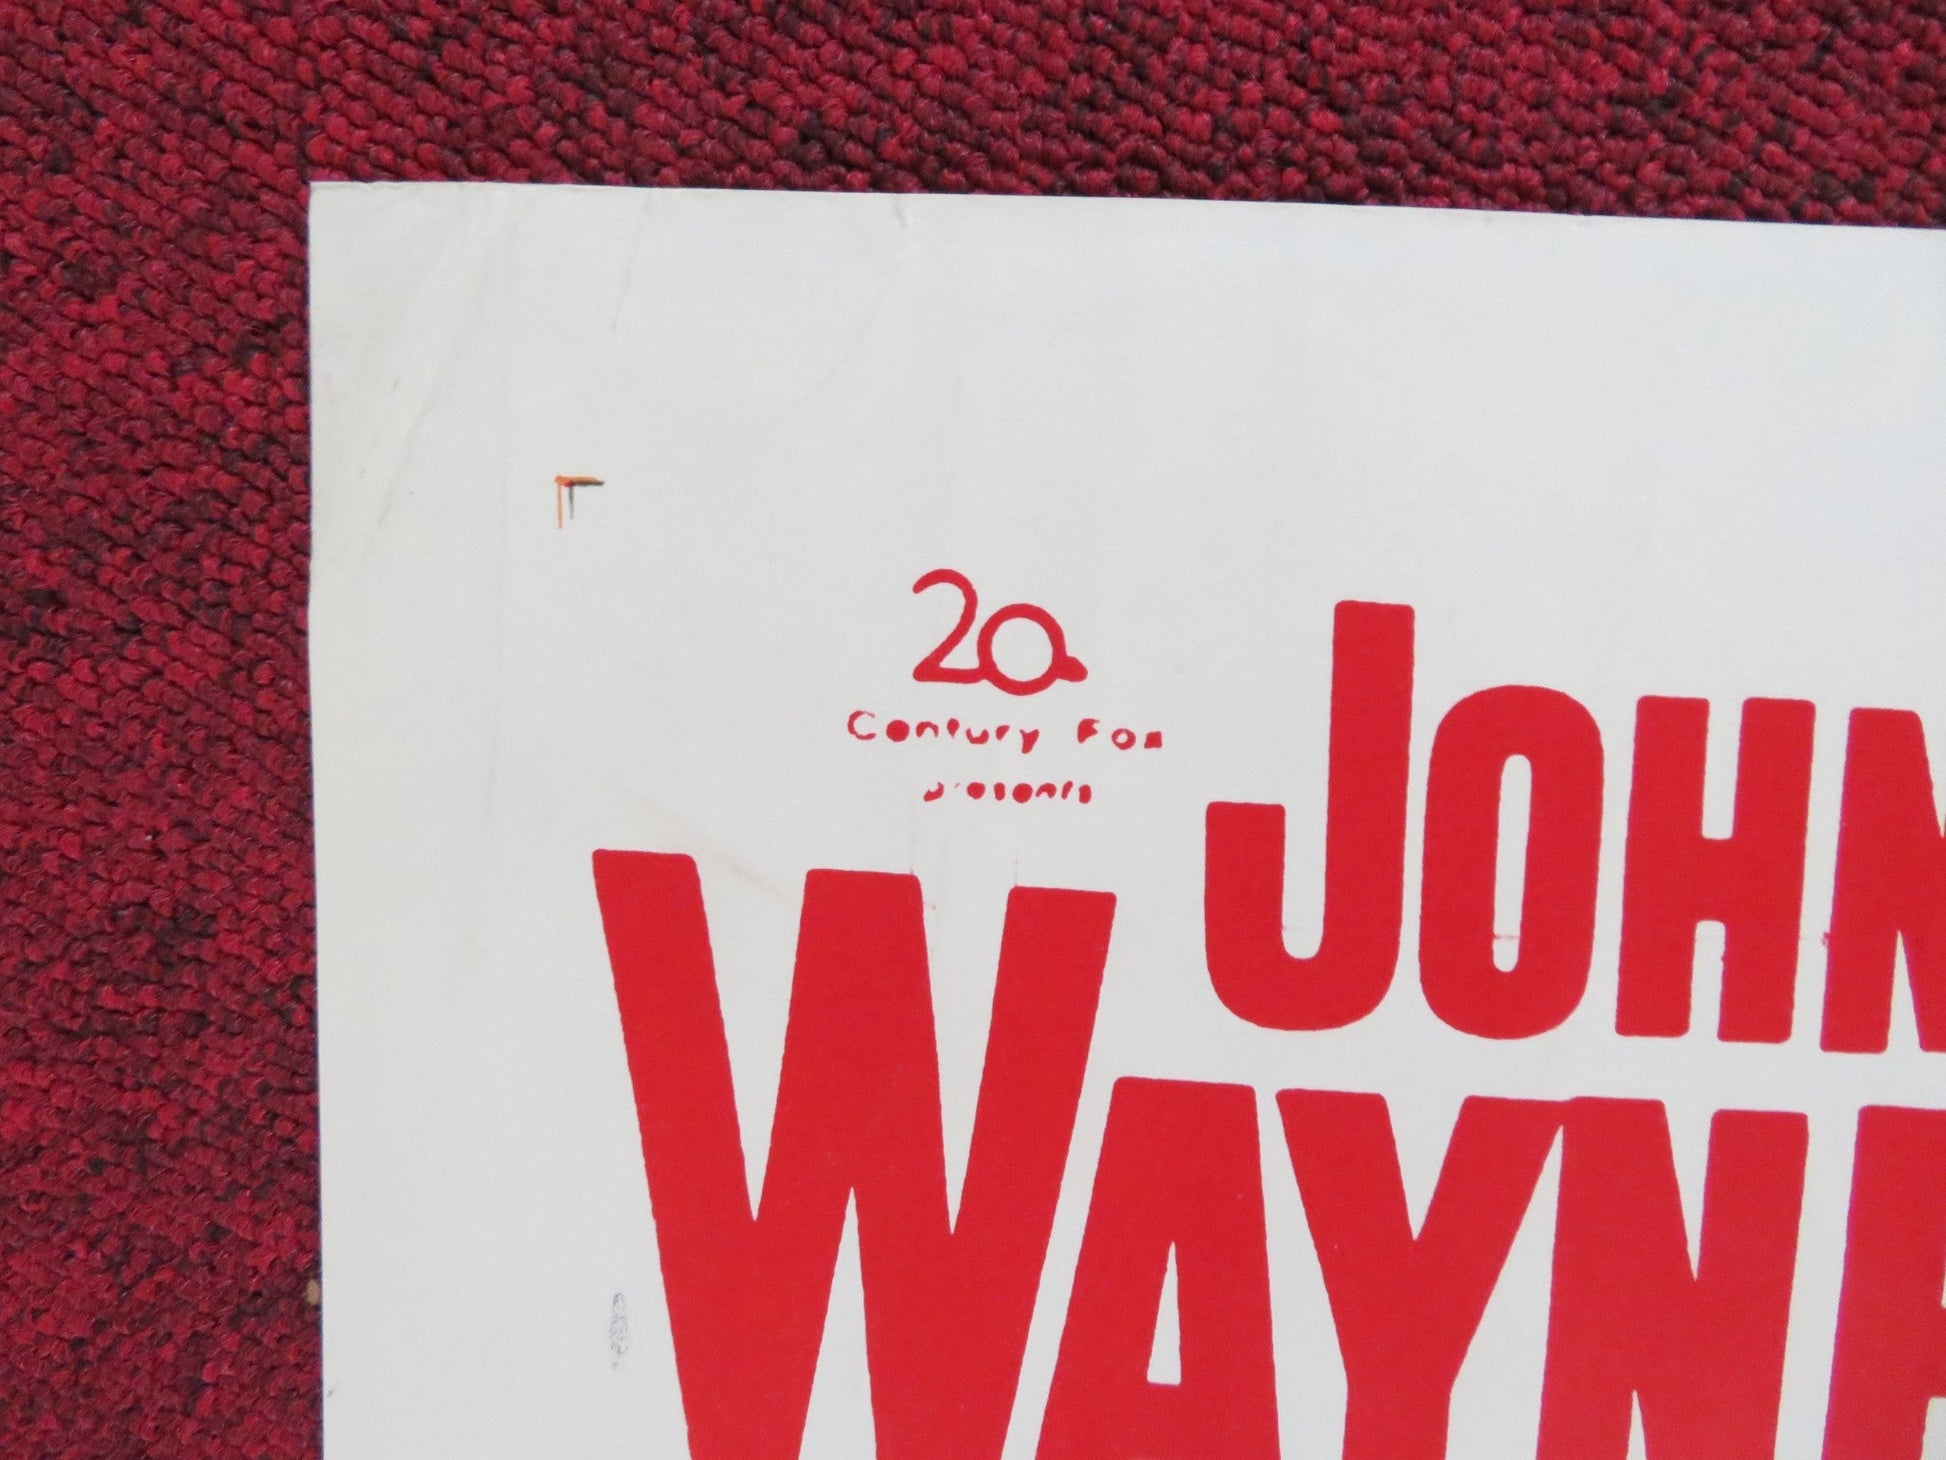 20
Century Fox
presents
JOHN
WAYNE